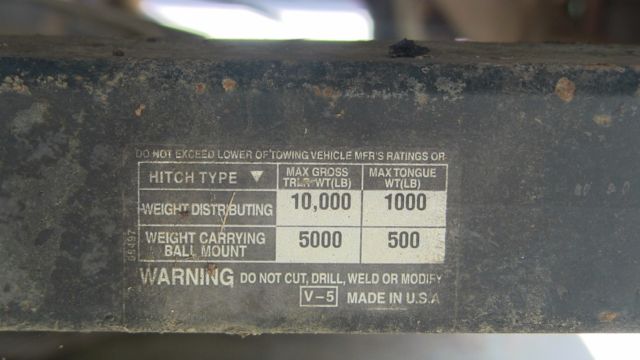 DO NOT EXCEED LOWER OF TOWING VEHICLE MFR'S RATINGS OR
HITCH TYPE ▼ MAX GROSS TRLR WT(LB) MAX TONGUE WT(LB)
WEIGHT DISTRIBUTING 10,000 1000
WEIGHT CARRYING BALL MOUNT 5000 500
WARNING DO NOT CUT, DRILL, WELD OR MODIFY
V-5 MADE IN U.S.A